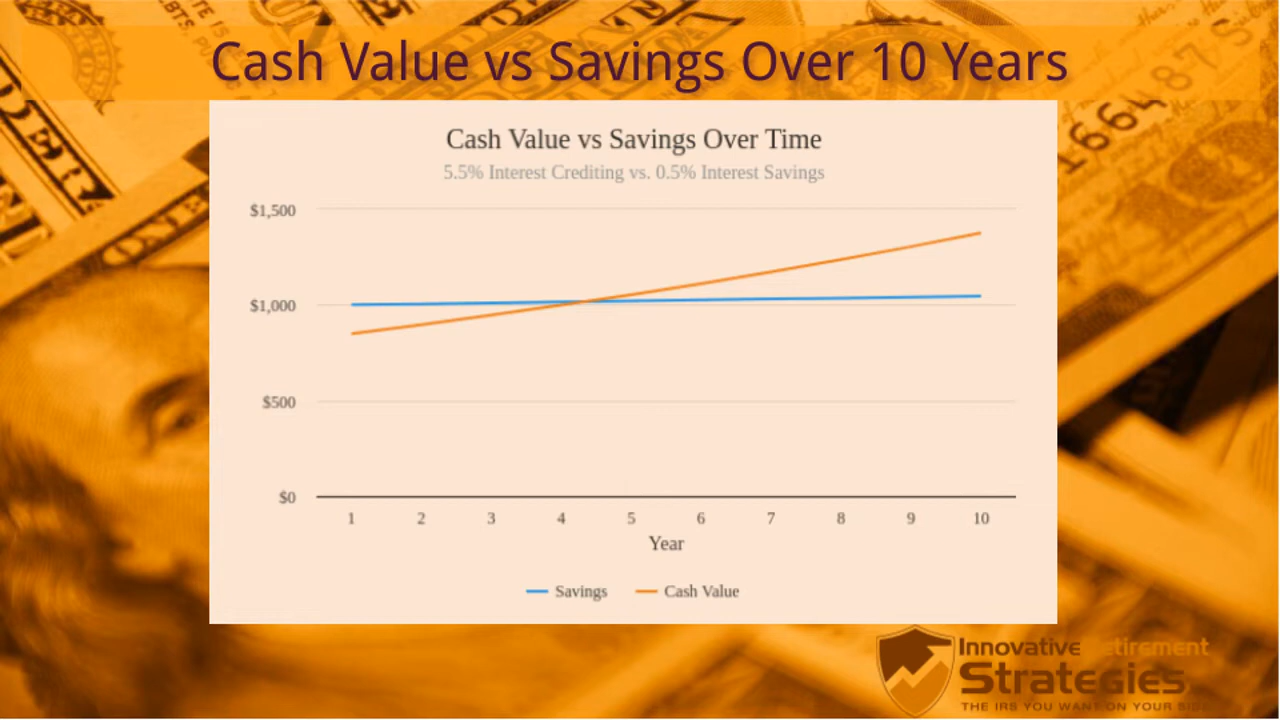 Cash Value vs Savings Over 10 Years
Cash Value vs Savings Over Time
5.5% Interest Crediting vs. 0.5% Interest Savings
$1,500
$1,000
$500
$0
1 2 3 4 5 6 7 8 9 10
Year
Savings Cash Value
Innovative Retirement
Strategies
THE IRS YOU WANT ON YOUR SIDE